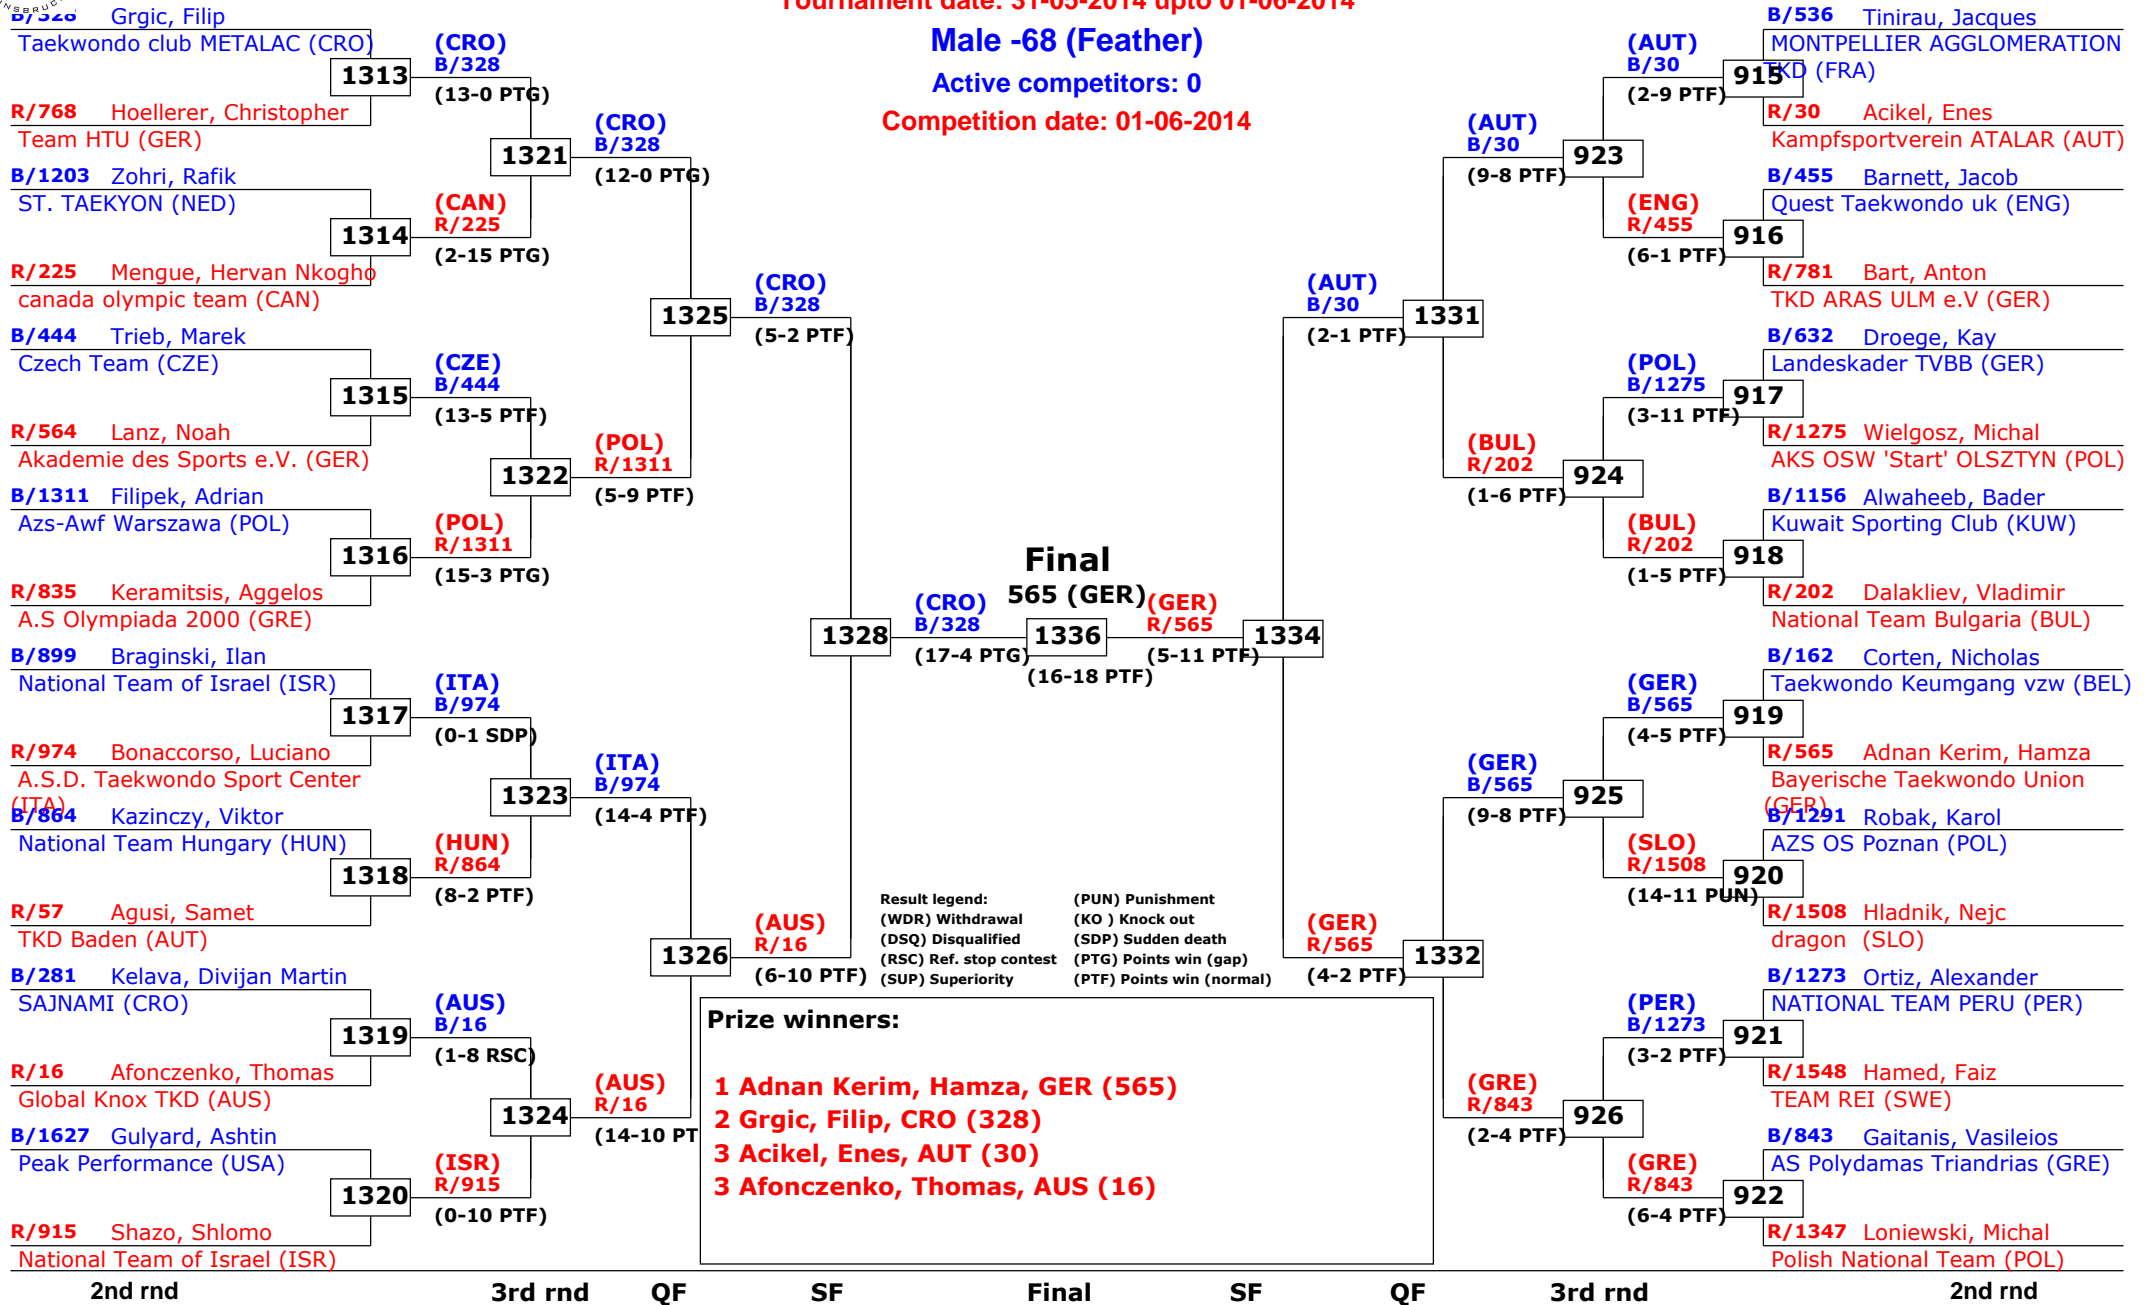 NSBRUC
Tournament date: 31-05-2014 upto 01-06-2014
Male -68 (Feather)
Active competitors: 0
Competition date: 01-06-2014
B/328 Grgic, Filip
Taekwondo club METALAC (CRO)
1313
R/768 Hoellerer, Christopher
Team HTU (GER)
B/1203 Zohri, Rafik
ST. TAEKYON (NED)
1314
R/225 Mengue, Hervan Nkogho
canada olympic team (CAN)
B/444 Trieb, Marek
Czech Team (CZE)
1315
R/564 Lanz, Noah
Akademie des Sports e.V. (GER)
B/1311 Filipek, Adrian
Azs-Awf Warszawa (POL)
1316
R/835 Keramitsis, Aggelos
A.S Olympiada 2000 (GRE)
B/899 Braginski, Ilan
National Team of Israel (ISR)
1317
R/974 Bonaccorso, Luciano
A.S.D. Taekwondo Sport Center
(ITA)
B/864 Kazinczy, Viktor
National Team Hungary (HUN)
1318
R/57 Agusi, Samet
TKD Baden (AUT)
B/281 Kelava, Divijan Martin
SAJNAMI (CRO)
1319
R/16 Afonczenko, Thomas
Global Knox TKD (AUS)
B/1627 Gulyard, Ashtin
Peak Performance (USA)
1320
R/915 Shazo, Shlomo
National Team of Israel (ISR)
(CRO)
B/328
(13-0 PTG)
1321
(CAN)
R/225
(2-15 PTG)
(CZE)
B/444
(13-5 PTF)
1322
(POL)
R/1311
(15-3 PTG)
(ITA)
B/974
(0-1 SDP)
1323
(HUN)
R/864
(8-2 PTF)
(AUS)
B/16
(1-8 RSC)
1324
(ISR)
R/915
(0-10 PTF)
(CRO)
B/328
(12-0 PTG)
1325
(POL)
R/1311
(5-9 PTF)
(ITA)
B/974
(14-4 PTF)
1326
(AUS)
R/16
(14-10 PT
(CRO)
B/328
(5-2 PTF)
1328
(AUS)
R/16
(6-10 PTF)
(CRO)
B/328
(17-4 PTG)
Final
565 (GER)
1336
(16-18 PTF)
(GER)
R/565
(5-11 PTF)
1334
(AUT)
B/30
(2-1 PTF)
1331
(GER)
R/565
(4-2 PTF)
1332
(AUT)
B/30
(9-8 PTF)
923
(BUL)
R/202
(1-6 PTF)
924
(GER)
B/565
(9-8 PTF)
925
(GRE)
R/843
(2-4 PTF)
926
(AUT)
B/30
(2-9 PTF)
(ENG)
R/455
(6-1 PTF)
(POL)
B/1275
(3-11 PTF)
(BUL)
R/202
(1-5 PTF)
(GER)
B/565
(4-5 PTF)
(SLO)
R/1508
(14-11 PUN)
(PER)
B/1273
(3-2 PTF)
(GRE)
R/843
(6-4 PTF)
B/536 Tinirau, Jacques
MONTPELLIER AGGLOMERATION
TKD (FRA)
915
R/30 Acikel, Enes
Kampfsportverein ATALAR (AUT)
B/455 Barnett, Jacob
Quest Taekwondo uk (ENG)
916
R/781 Bart, Anton
TKD ARAS ULM e.V (GER)
B/632 Droege, Kay
Landeskader TVBB (GER)
917
R/1275 Wielgosz, Michal
AKS OSW 'Start' OLSZTYN (POL)
B/1156 Alwaheeb, Bader
Kuwait Sporting Club (KUW)
918
R/202 Dalakliev, Vladimir
National Team Bulgaria (BUL)
B/162 Corten, Nicholas
Taekwondo Keumgang vzw (BEL)
919
R/565 Adnan Kerim, Hamza
Bayerische Taekwondo Union
(GER)
B/1291 Robak, Karol
AZS OS Poznan (POL)
920
R/1508 Hladnik, Nejc
dragon (SLO)
B/1273 Ortiz, Alexander
NATIONAL TEAM PERU (PER)
921
R/1548 Hamed, Faiz
TEAM REI (SWE)
B/843 Gaitanis, Vasileios
AS Polydamas Triandrias (GRE)
922
R/1347 Loniewski, Michal
Polish National Team (POL)
Result legend: (PUN) Punishment
(WDR) Withdrawal (KO ) Knock out
(DSQ) Disqualified (SDP) Sudden death
(RSC) Ref. stop contest (PTG) Points win (gap)
(SUP) Superiority (PTF) Points win (normal)
Prize winners:
1 Adnan Kerim, Hamza, GER (565)
2 Grgic, Filip, CRO (328)
3 Acikel, Enes, AUT (30)
3 Afonczenko, Thomas, AUS (16)
2nd rnd 3rd rnd QF SF Final SF QF 3rd rnd 2nd rnd